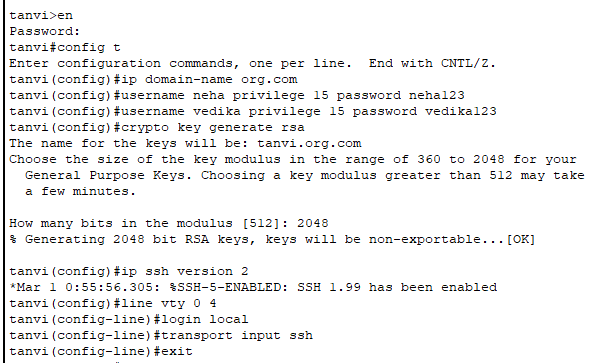 tanvi>en
Password:
tanvi#config t
Enter configuration commands, one per line.  End with CNTL/Z.
tanvi(config)#ip domain-name org.com
tanvi(config)#username neha privilege 15 password neha123
tanvi(config)#username vedika privilege 15 password vedika123
tanvi(config)#crypto key generate rsa
The name for the keys will be: tanvi.org.com
Choose the size of the key modulus in the range of 360 to 2048 for your
  General Purpose Keys. Choosing a key modulus greater than 512 may take
  a few minutes.

How many bits in the modulus [512]: 2048
% Generating 2048 bit RSA keys, keys will be non-exportable...[OK]

tanvi(config)#ip ssh version 2
*Mar 1 0:55:56.305: %SSH-5-ENABLED: SSH 1.99 has been enabled
tanvi(config)#line vty 0 4
tanvi(config-line)#login local
tanvi(config-line)#transport input ssh
tanvi(config-line)#exit